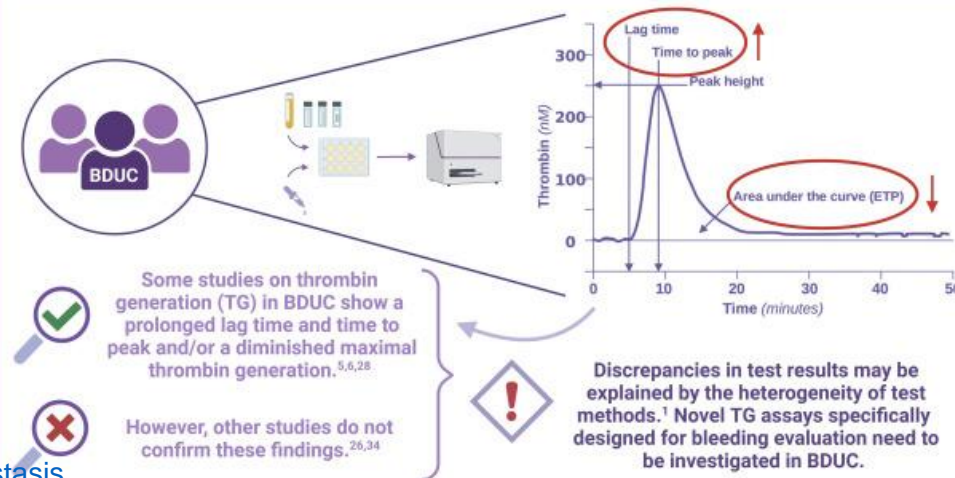 BDUC
Lag time
Time to peak
Peak height
Area under the curve (ETP)
Thrombin (nM)
300
200
100
0
0
10
20
30
40
50
Time (minutes)
Some studies on thrombin
generation (TG) in BDUC show a
prolonged lag time and time to
peak and/or a diminished maximal
thrombin generation.5,6,28
However, other studies do not
confirm these findings.26,34
Discrepancies in test results may be
explained by the heterogeneity of test
methods.1 Novel TG assays specifically
designed for bleeding evaluation need to
be investigated in BDUC.
stasis